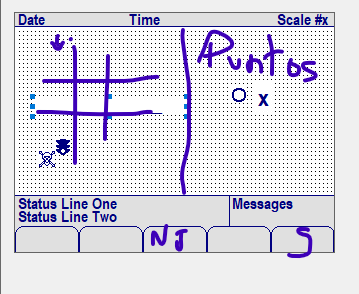 Date Time Scale #x
Puntos
O x
Status Line One Messages
Status Line Two
NJ S